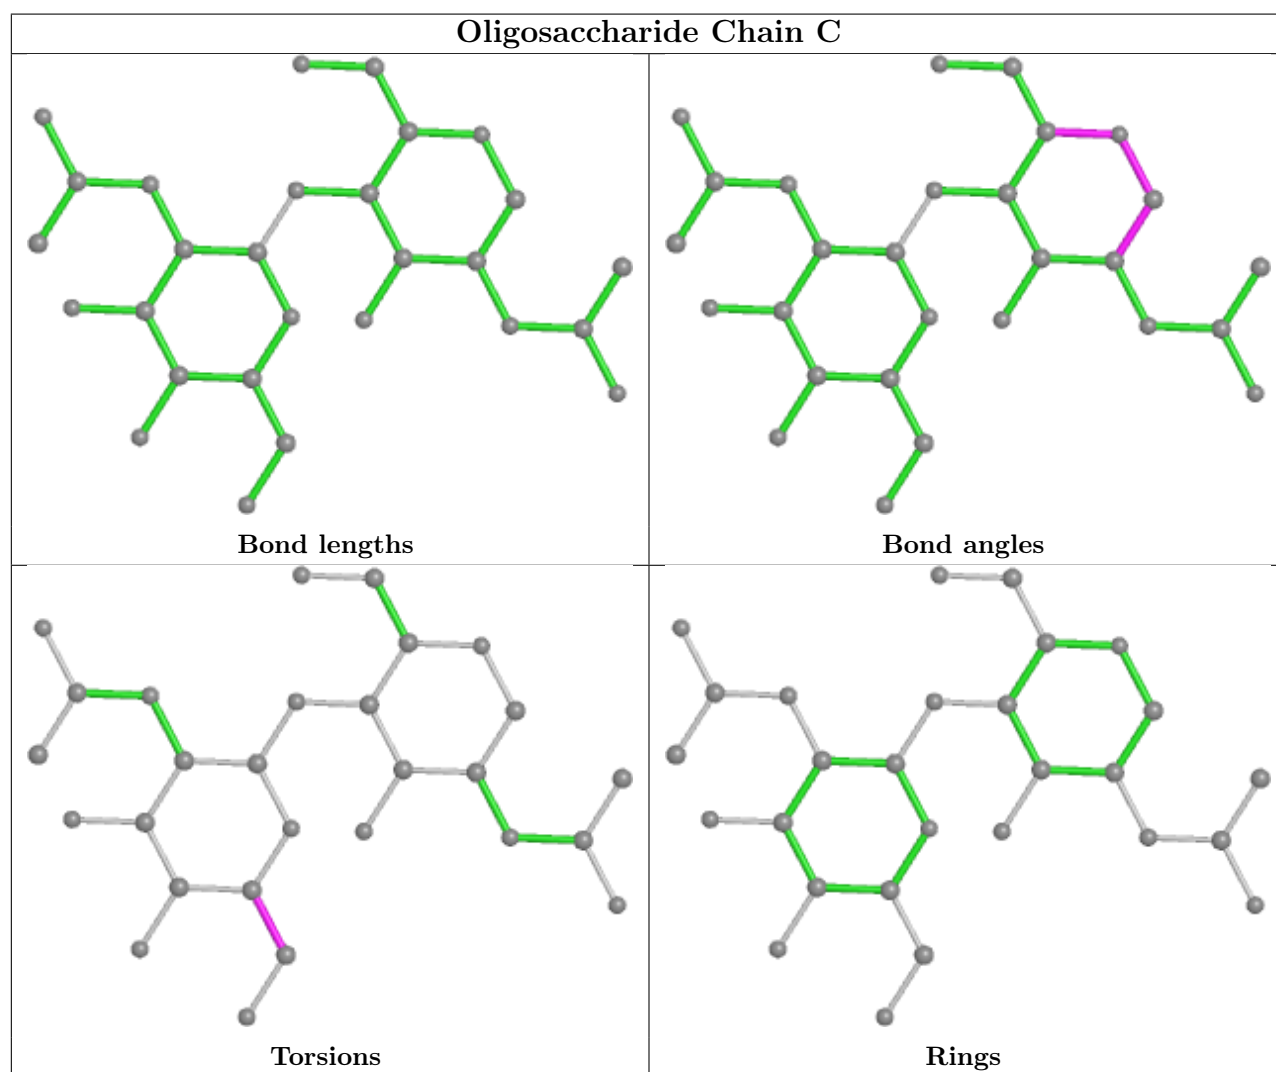 Oligosaccharide Chain C
Bond lengths
Bond angles
Torsions
Rings